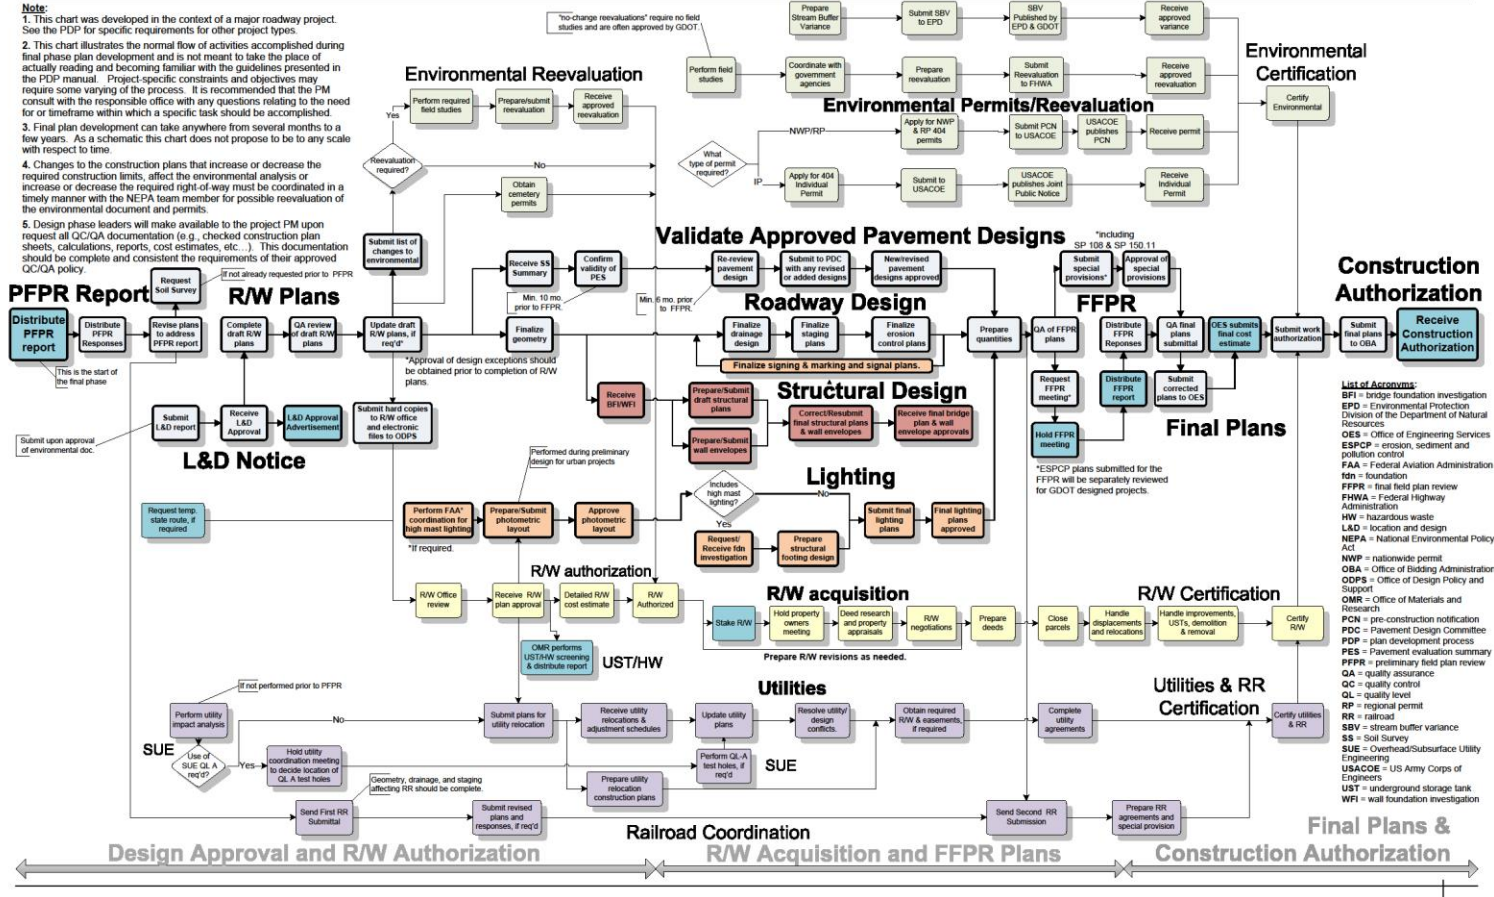 Note:
1. This chart was developed in the context of a major roadway project.
See the PDP for specific requirements for other project types.
2. This chart illustrates the normal flow of activities accomplished during
final phase plan development and is not meant to take the place of
actually reading and becoming familiar with the guidelines presented in
the PDP manual. Project-specific constraints and objectives may
require some varying of the process. It is recommended that the PM
consult with the responsible office with any questions relating to the need
for or timeframe within which a specific task should be accomplished.
3. Final plan development can take anywhere from several months to a
few years. As a schematic this chart does not propose to be to any scale
with respect to time.
4. Changes to the construction plans that increase or decrease the
required construction limits, affect the environmental analysis or
increase or decrease the required right-of-way must be coordinated in a
timely manner with the NEPA team member for possible reevaluation of
the environmental document and permits.
5. Design phase leaders will make available to the project PM upon
request all QC/QA documentation (e.g., checked construction plan
sheets, calculations, reports, cost estimates, etc...). This documentation
should be complete and consistent the requirements of their approved
QC/QA policy.
"no-change reevaluations" require no field
studies and are often approved by GDOT.
Prepare
Stream Buffer
Variance
Submit SBV
to EPD
SBV
Published by
EPD & GDOT
Receive
approved
variance
Perform field
studies
Coordinate with
government
agencies
Prepare
reevaluation
Submit
Reevaluation
to FHWA
Receive
approved
reevaluation
Environmental
Certification
Certify
Environmental
Environmental Permits/Reevaluation
What
type of permit
required?
NWP/RP
Apply for NWP
& RP 404
permits
Submit PCN
to USACOE
USACOE
publishes
PCN
Receive permit
IP
Apply for 404
Individual
Permit
Submit to
USACOE
USACOE
publishes Joint
Public Notice
Receive
Individual
Permit
Environmental Reevaluation
Perform required
field studies
Prepare/submit
reevaluation
Receive
approved
reevaluation
Yes
Reevaluation
required?
No
Obtain
cemetery
permits
Submit list of
changes to
environmental
PFPR Report
Distribute
PFPR
report
This is the start of
the final phase
Distribute
PFPR
Responses
Revise plans
to address
PFPR report
Request
Soil Survey
If not already requested prior to PFPR
R/W Plans
Complete
draft R/W
plans
QA review
of draft R/W
plans
Update draft
R/W plans, if
req'd*
*Approval of design exceptions should
be obtained prior to completion of R/W
plans.
Submit hard copies
to R/W office
and electronic
files to ODPS
Submit
L&D report
Receive
L&D
Approval
L&D Approval
Advertisement
Submit upon approval
of environmental doc.
L&D Notice
Request temp.
state route, if
required
Validate Approved Pavement Designs
Receive SS
Summary
Confirm
validity of
PES
Min. 10 mo.
prior to FFPR.
Re-review
pavement
design
Min. 6 mo. prior
to FFPR.
Submit to PDC
with any revised
or added designs
New/revised
pavement
designs approved
Roadway Design
Finalize
geometry
Finalize
drainage
design
Finalize
staging
plans
Finalize
erosion
control plans
Finalize signing & marking and signal plans.
Prepare
quantities
Structural Design
Receive
BFI/WFI
Prepare/Submit
draft structural
plans
Prepare/Submit
wall envelopes
Correct/Resubmit
final structural plans
& wall envelopes
Receive final bridge
plan & wall
envelope approvals
Lighting
Performed during preliminary
design for urban projects
Perform FAA*
coordination for
high mast lighting
*If required.
Prepare/Submit
photometric
layout
Approve
photometric
layout
Includes
high mast
lighting?
No
Yes
Request/
Receive fdn
investigation
Prepare
structural
footing design
Submit final
lighting
plans
Final lighting
plans
approved
FFPR
*including
SP 108 & SP 150.11
Submit
special
provisions*
Approval of
special
provisions
QA of FFPR
plans
Request
FFPR
meeting*
Hold FFPR
meeting
Distribute
FFPR
report
Distribute
FFPR
Reponses
QA final
plans
submittal
Submit
corrected
plans to OES
OES submits
final cost
estimate
*ESPCP plans submitted for the
FFPR will be separately reviewed
for GDOT designed projects.
Final Plans
Submit work
authorization
Submit
final plans
to OBA
Construction
Authorization
Receive
Construction
Authorization
R/W authorization
R/W Office
review
Receive R/W
plan approval
Detailed R/W
cost estimate
R/W
Authorized
OMR performs
UST/HW screening
& distribute report
UST/HW
R/W acquisition
Stake R/W
Hold property
owners
meeting
Deed research
and property
appraisals
R/W
negotiations
Prepare
deeds
Prepare R/W revisions as needed.
R/W Certification
Close
parcels
Handle
displacements
and relocations
Handle improvements,
USTs, demolition
& removal
Certify
R/W
Utilities
If not performed prior to PFPR
Perform utility
impact analysis
SUE
Use of
SUE QL A
req'd?
No
Yes
Hold utility
coordination meeting
to decide location of
QL A test holes
Submit plans for
utility relocation
Receive utility
relocations &
adjustment schedules
Update utility
plans
Resolve utility/
design
conflicts.
Obtain required
R/W & easements,
if required
Perform QL-A
test holes, if
req'd
SUE
Prepare utility
relocation
construction plans
Utilities & RR
Certification
Complete
utility
agreements
Certify utilities
& RR
Geometry, drainage, and staging
affecting RR should be complete.
Send First RR
Submittal
Submit revised
plans and
responses, if req'd
Railroad Coordination
Send Second RR
Submission
Prepare RR
agreements and
special provision
List of Acronyms:
BFI = bridge foundation investigation
EPD = Environmental Protection
Division of the Department of Natural
Resources
OES = Office of Engineering Services
ESPCP = erosion, sediment and
pollution control
FAA = Federal Aviation Administration
fdn = foundation
FFPR = final field plan review
FHWA = Federal Highway
Administration
HW = hazardous waste
L&D = location and design
NEPA = National Environmental Policy
Act
NWP = nationwide permit
OBA = Office of Bidding Administration
ODPS = Office of Design Policy and
Support
OMR = Office of Materials and
Research
PCN = pre-construction notification
PDC = Pavement Design Committee
PDP = plan development process
PES = Pavement evaluation summary
PFPR = preliminary field plan review
QA = quality assurance
QC = quality control
QL = quality level
RP = regional permit
RR = railroad
SBV = stream buffer variance
SS = Soil Survey
SUE = Overhead/Subsurface Utility
Engineering
USACOE = US Army Corps of
Engineers
UST = underground storage tank
WFI = wall foundation investigation
Design Approval and R/W Authorization
R/W Acquisition and FFPR Plans
Final Plans &
Construction Authorization